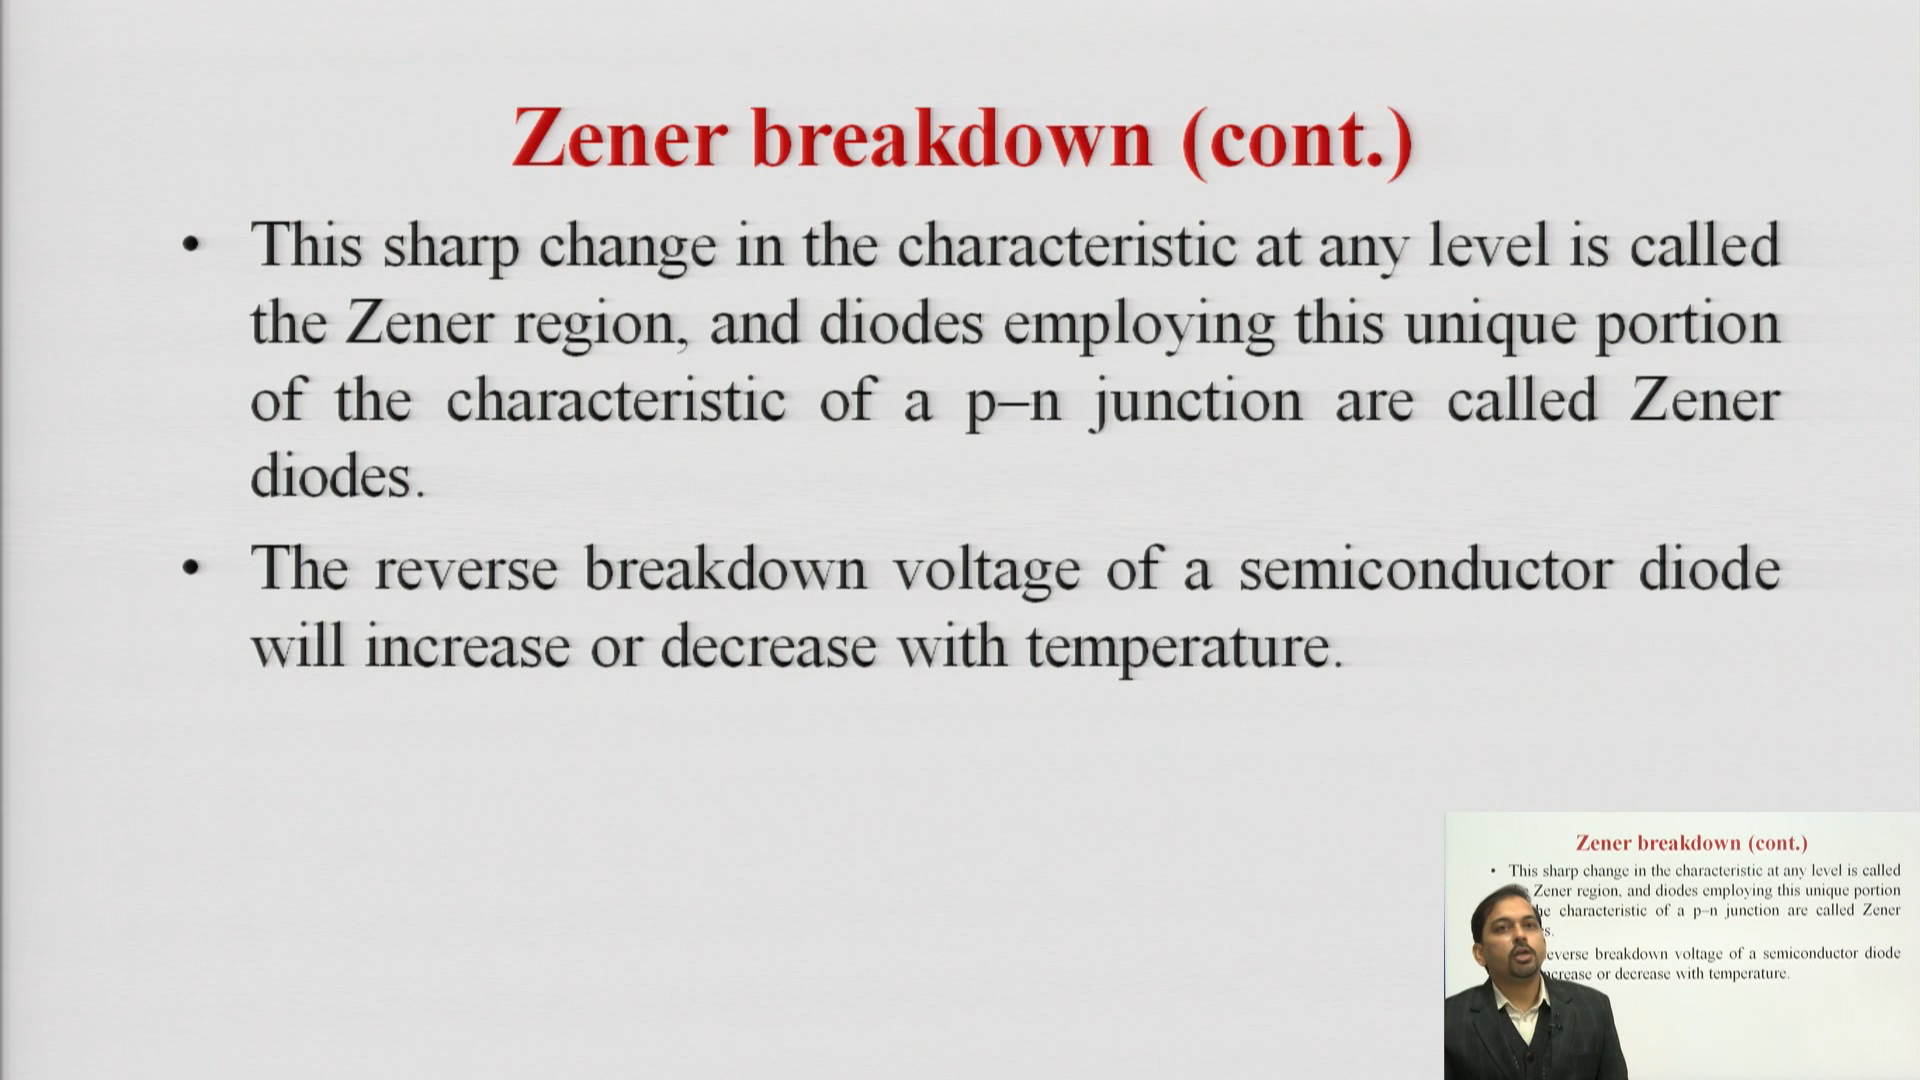 Zener breakdown (cont.)
• This sharp change in the characteristic at any level is called
the Zener region, and diodes employing this unique portion
of the characteristic of a p–n junction are called Zener
diodes.
• The reverse breakdown voltage of a semiconductor diode
will increase or decrease with temperature.
Zener breakdown (cont.)
• This sharp change in the characteristic at any level is called
Zener region, and diodes employing this unique portion
characteristic of a p–n junction are called Zener
breakdown voltage of a semiconductor diode
or decrease with temperature.